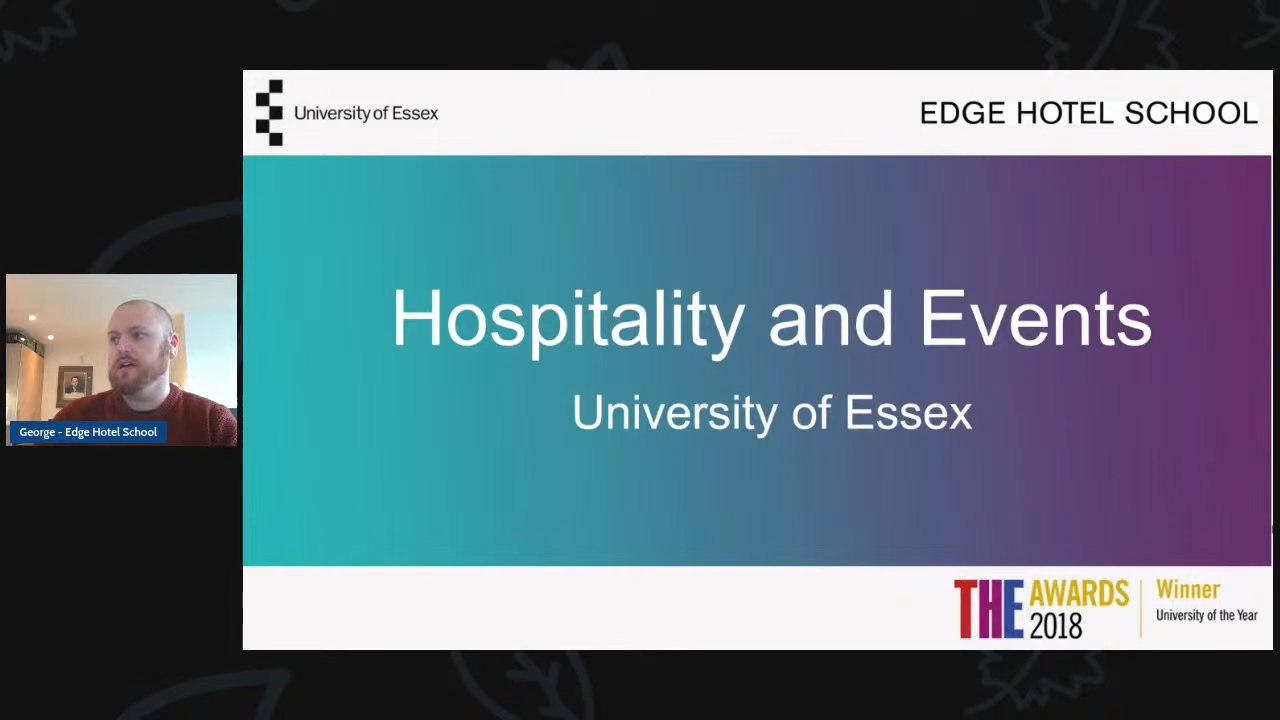 University of Essex
EDGE HOTEL SCHOOL
Hospitality and Events
University of Essex
George - Edge Hotel School
THE AWARDS 2018
Winner
University of the Year